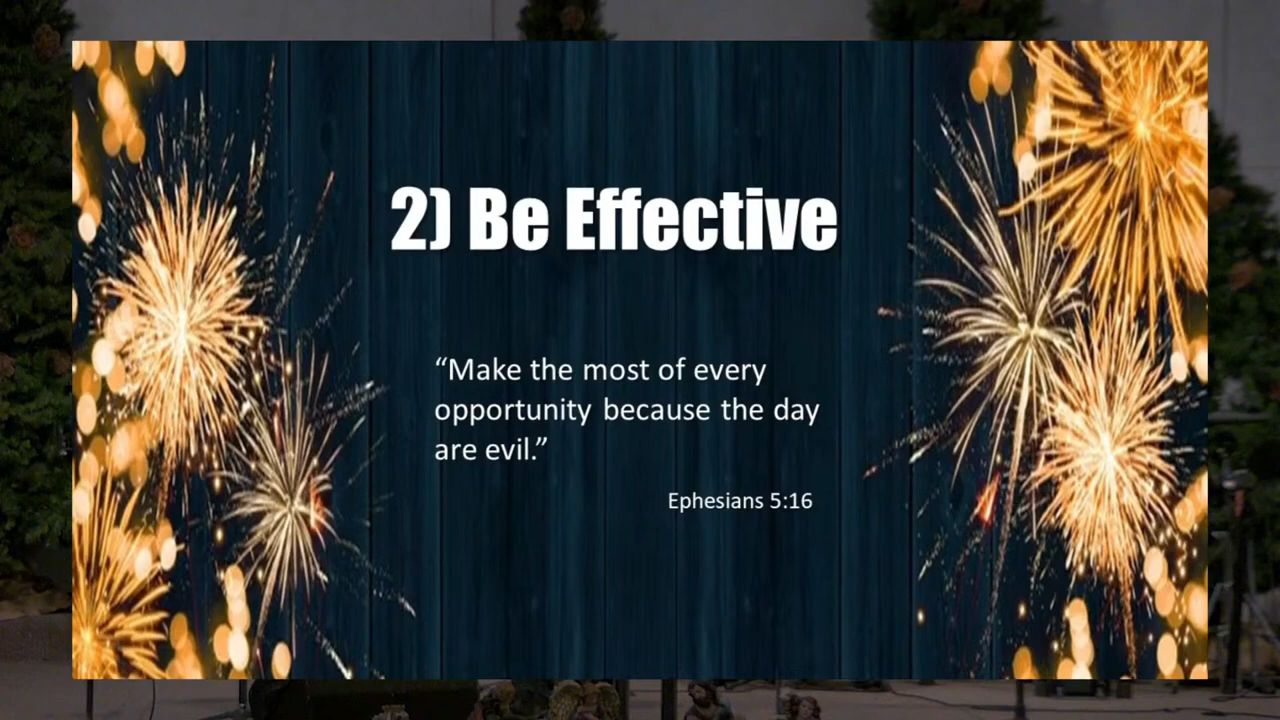 2) Be Effective
“Make the most of every
opportunity because the day
are evil.”
Ephesians 5:16